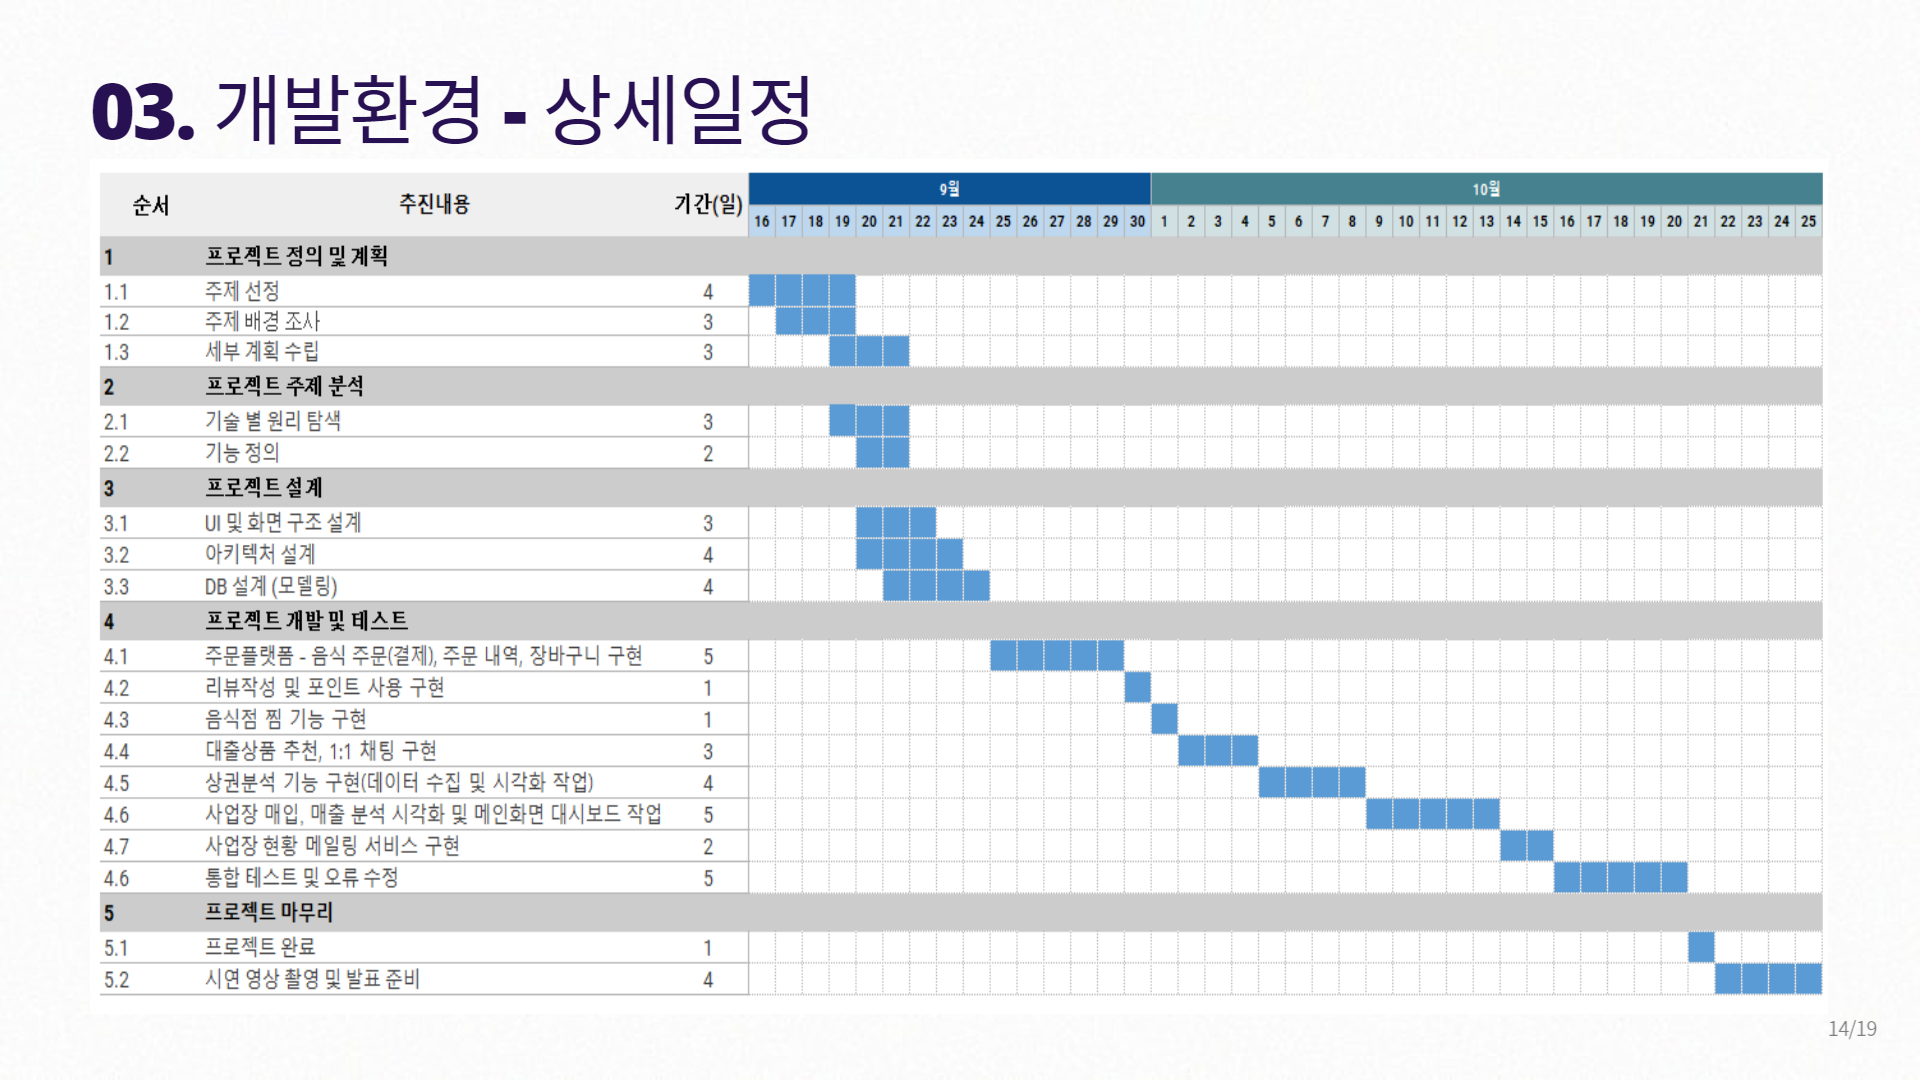 03. 개발환경 - 상세일정
순서 추진내용 기간(일) 9월 10월
16 17 18 19 20 21 22 23 24 25 26 27 28 29 30 1 2 3 4 5 6 7 8 9 10 11 12 13 14 15 16 17 18 19 20 21 22 23 24 25
1 프로젝트 정의 및 계획
1.1 주제 선정 4
1.2 주제 배경 조사 3
1.3 세부 계획 수립 3
2 프로젝트 주제 분석
2.1 기술 별 원리 탐색 3
2.2 기능 정의 2
3 프로젝트 설계
3.1 UI 및 화면 구조 설계 3
3.2 아키텍처 설계 4
3.3 DB 설계 (모델링) 4
4 프로젝트 개발 및 테스트
4.1 주문플랫폼 - 음식 주문(결제), 주문 내역, 장바구니 구현 5
4.2 리뷰작성 및 포인트 사용 구현 1
4.3 음식점 찜 기능 구현 1
4.4 대출상품 추천, 1:1 채팅 구현 3
4.5 상권분석 기능 구현(데이터 수집 및 시각화 작업) 4
4.6 사업장 매입, 매출 분석 시각화 및 메인화면 대시보드 작업 5
4.7 사업장 현황 메일링 서비스 구현 2
4.6 통합 테스트 및 오류 수정 5
5 프로젝트 마무리
5.1 프로젝트 완료 1
5.2 시연 영상 촬영 및 발표 준비 4
14/19